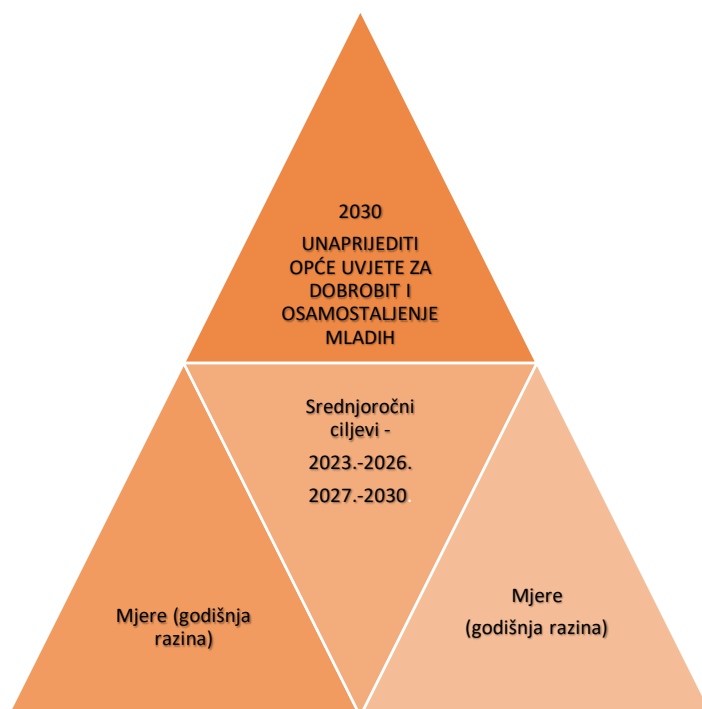 2030
UNAPRIJEDITI
OPĆE UVJETE ZA
DOBROBIT I
OSAMOSTALJENJE
MLADIH
Srednjoročni
ciljevi -
2023.-2026.
2027.-2030.
Mjere (godišnja
razina)
Mjere
(godišnja razina)